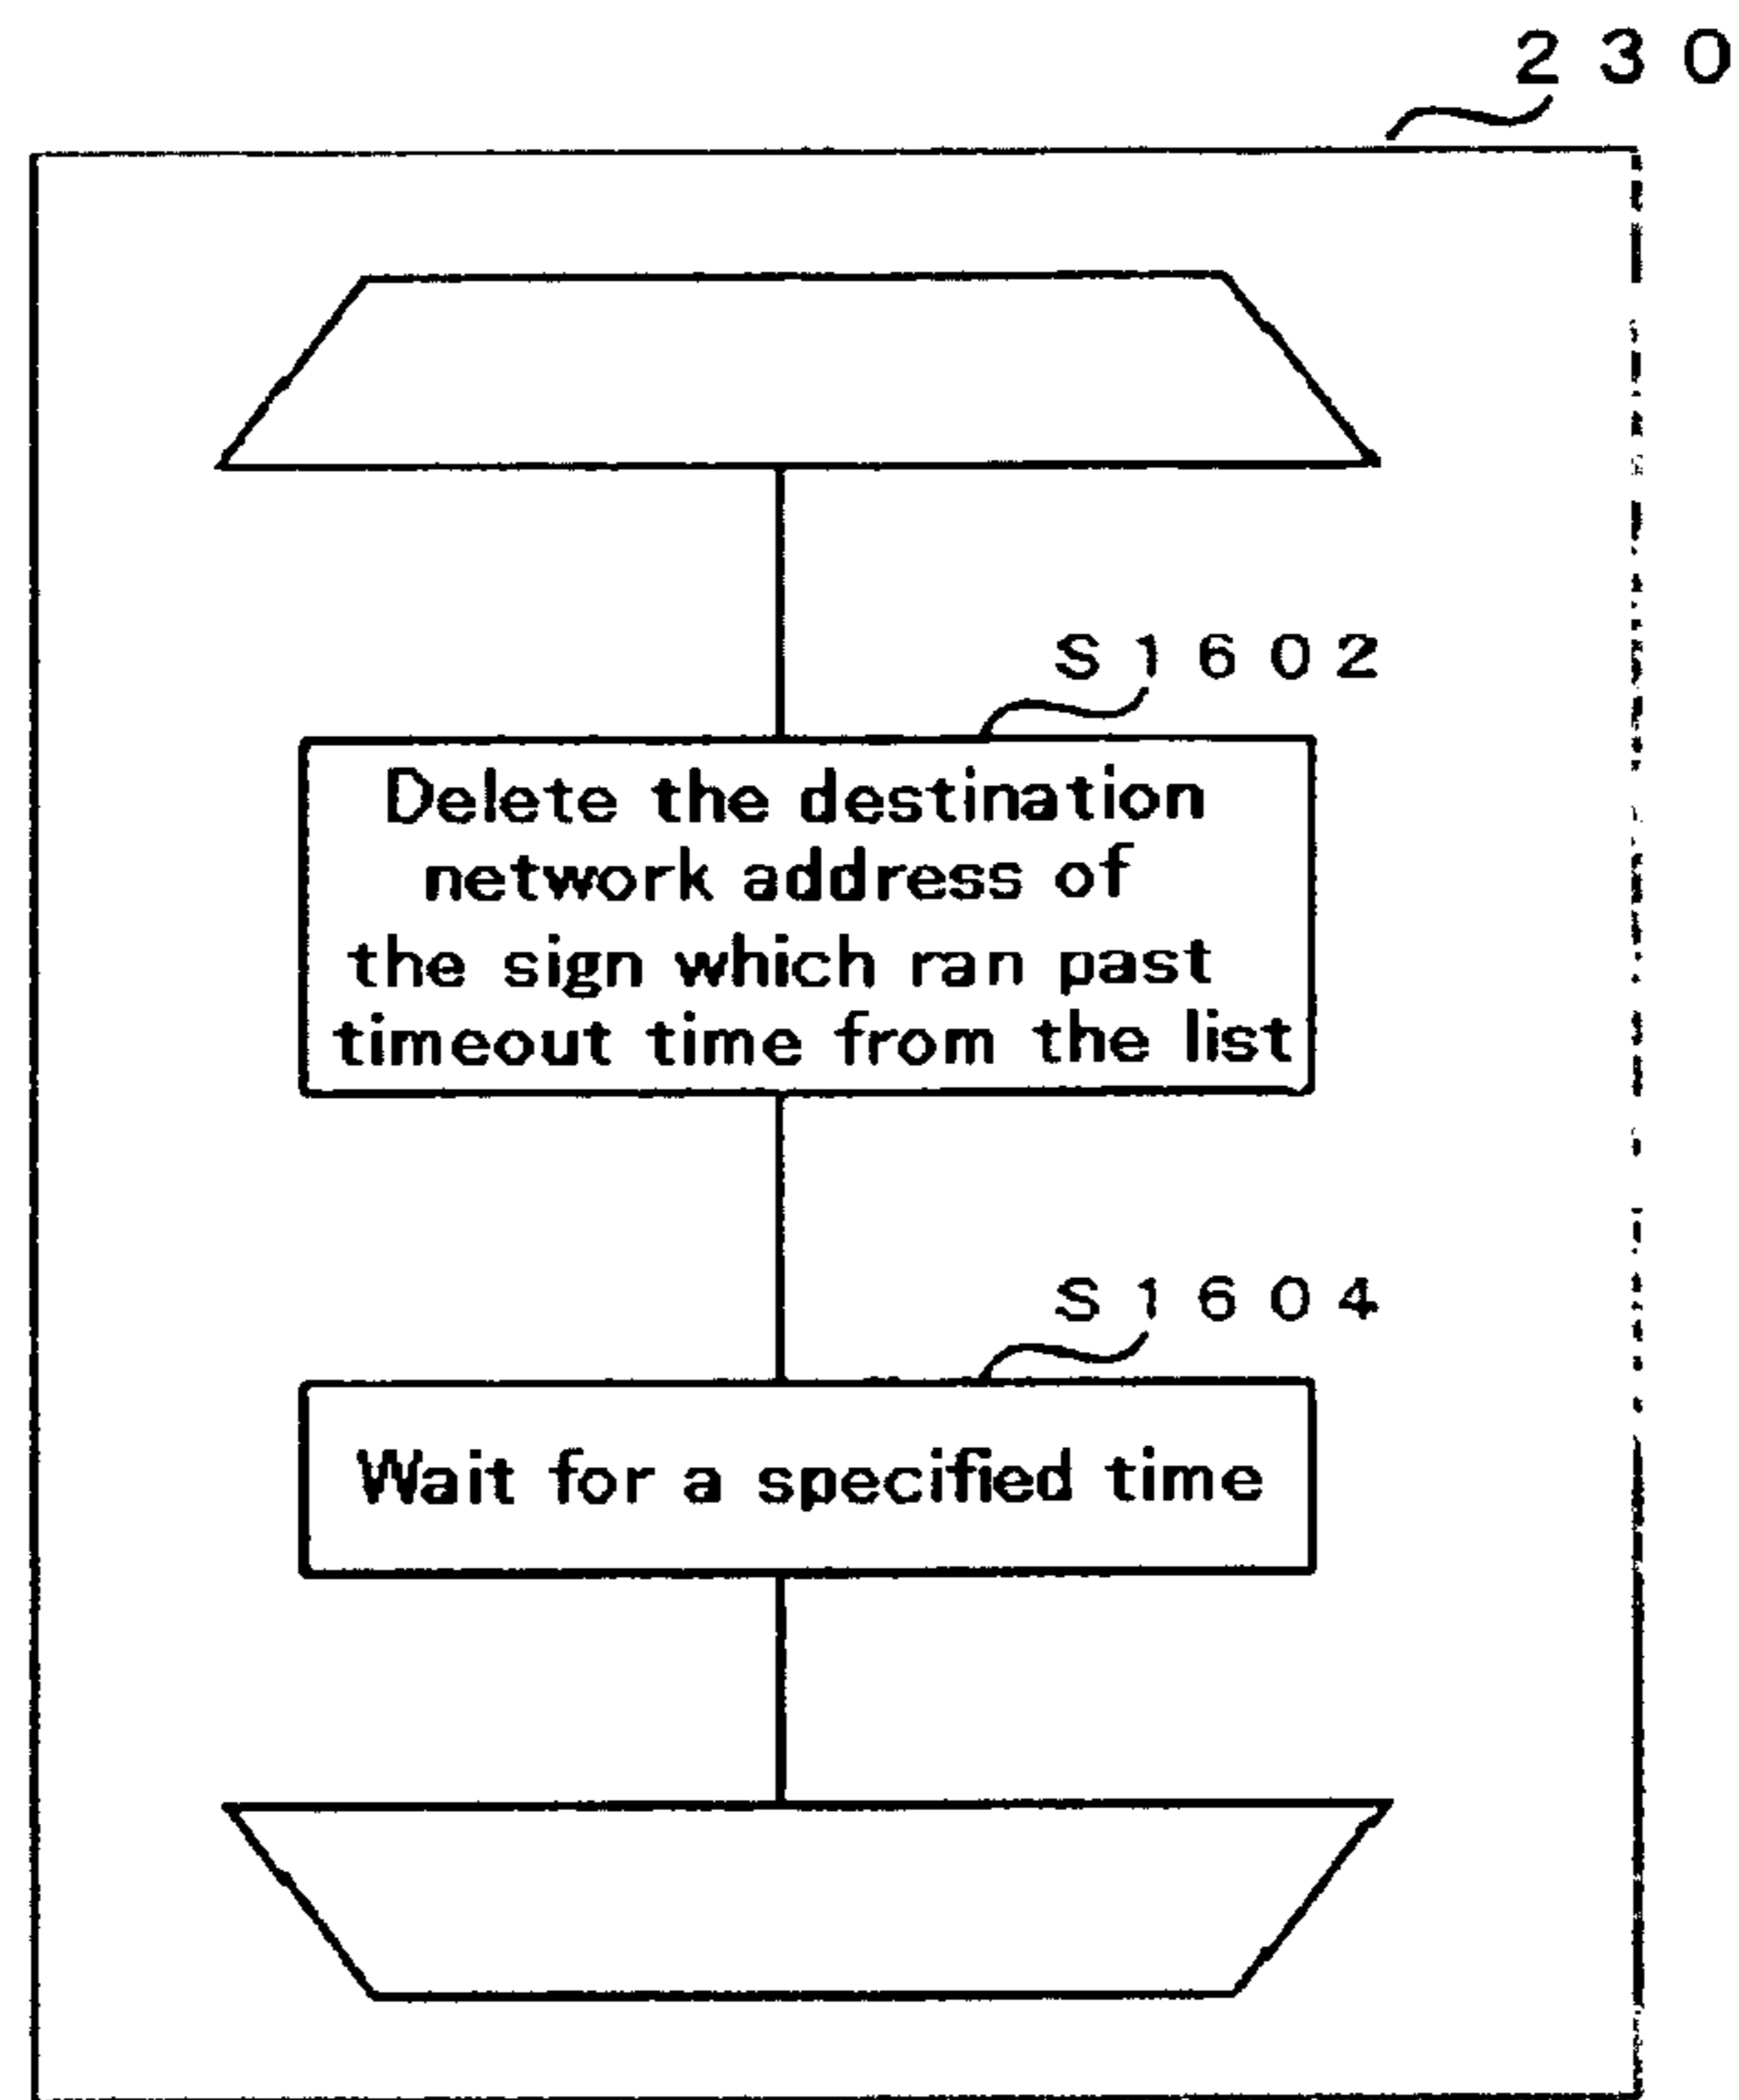 230
S1602
Delete the destination
network address of
the sign which ran past
timeout time from the list
S1604
Wait for a specified time